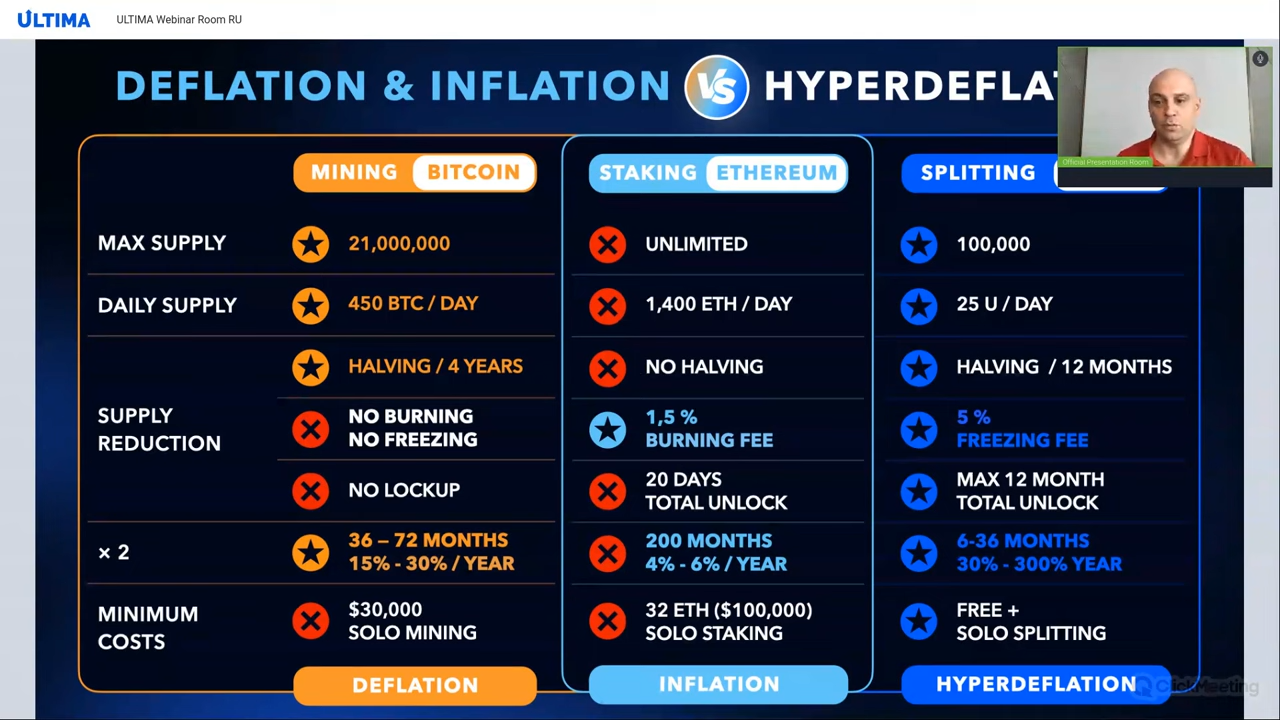 ULTIMA
ULTIMA Webinar Room RU
DEFLATION & INFLATION VS HYPERDEFLAT
Official Presentation Room
MINING BITCOIN
STAKING ETHEREUM
SPLITTING
MAX SUPPLY
21,000,000
UNLIMITED
100,000
DAILY SUPPLY
450 BTC / DAY
1,400 ETH / DAY
25 U / DAY
SUPPLY
REDUCTION
HALVING / 4 YEARS
NO HALVING
HALVING / 12 MONTHS
NO BURNING
NO FREEZING
1,5 %
BURNING FEE
5 %
FREEZING FEE
NO LOCKUP
20 DAYS
TOTAL UNLOCK
MAX 12 MONTH
TOTAL UNLOCK
× 2
36 – 72 MONTHS
15% - 30% / YEAR
200 MONTHS
4% - 6% / YEAR
6-36 MONTHS
30% - 300% YEAR
MINIMUM
COSTS
$30,000
SOLO MINING
32 ETH ($100,000)
SOLO STAKING
FREE +
SOLO SPLITTING
DEFLATION
INFLATION
HYPERDEFLATION
ClickMeeting